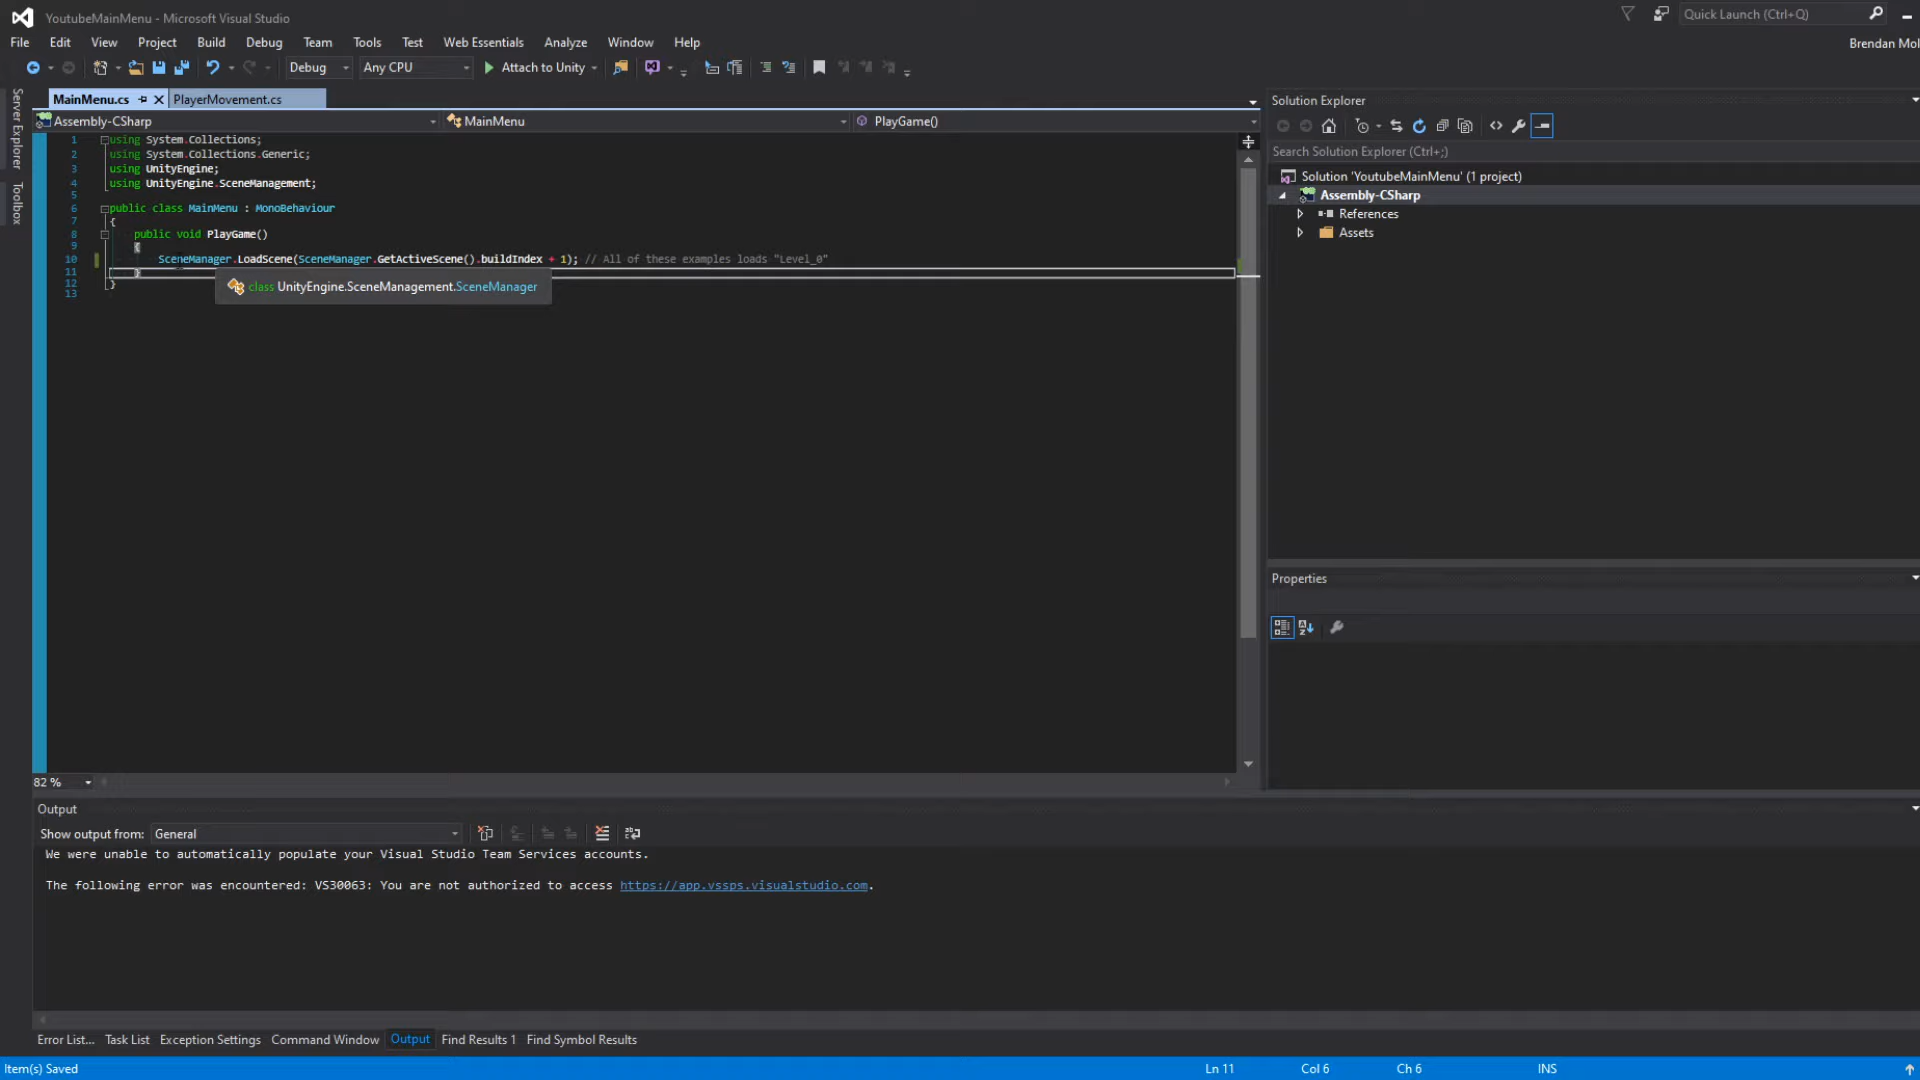 YoutubeMainMenu - Microsoft Visual Studio
Quick Launch (Ctrl+Q)
File Edit View Project Build Debug Team Tools Test Web Essentials Analyze Window Help
Brendan Mol
Debug Any CPU Attach to Unity
Server Explorer
Toolbox
MainMenu.cs PlayerMovement.cs
Assembly-CSharp MainMenu PlayGame()
1 using System.Collections;
2 using System.Collections.Generic;
3 using UnityEngine;
4 using UnityEngine.SceneManagement;
5
6 public class MainMenu : MonoBehaviour
7 {
8 public void PlayGame()
9 {
10 SceneManager.LoadScene(SceneManager.GetActiveScene().buildIndex + 1); // All of these examples loads "Level_0"
11 }
12 }
13
class UnityEngine.SceneManagement.SceneManager
82 %
Solution Explorer
Search Solution Explorer (Ctrl+;)
Solution 'YoutubeMainMenu' (1 project)
Assembly-CSharp
References
Assets
Properties
Output
Show output from: General
We were unable to automatically populate your Visual Studio Team Services accounts.
The following error was encountered: VS30063: You are not authorized to access https://app.vssps.visualstudio.com.
Error List... Task List Exception Settings Command Window Output Find Results 1 Find Symbol Results
Item(s) Saved Ln 11 Col 6 Ch 6 INS